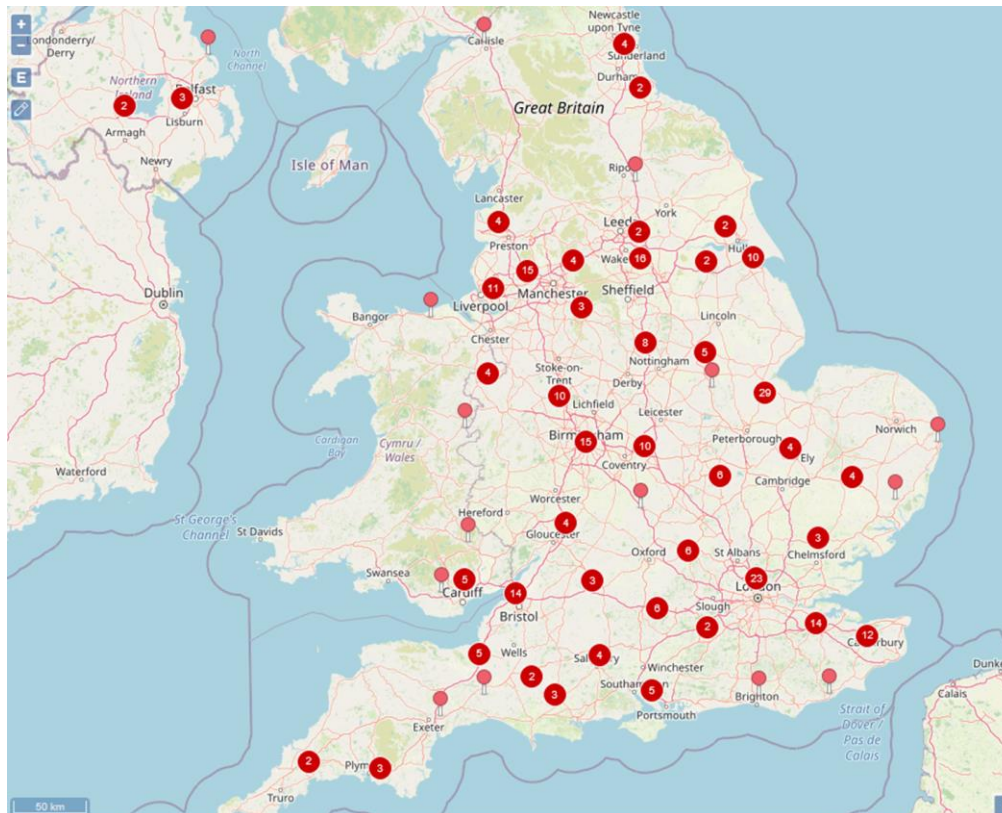 +
−
E
Londonderry/
Derry
North
Channel
Carlisle
Newcastle
upon Tyne
4
Sunderland
Durham
2
Northern
Ireland
2
3
Belfast
Lisburn
Armagh
Newry
Great Britain
Isle of Man
Ripon
Lancaster
4
Preston
York
Leeds
2
2
Hull
10
Wake
16
2
4
15
Manchester
11
Liverpool
Sheffield
3
Dublin
Bangor
Chester
Lincoln
8
Nottingham
5
4
Stoke-on-
Trent
Derby
10
Lichfield
Leicester
29
Norwich
Birmingham
15
10
Coventry
Peterborough
4
Ely
Cardigan
Bay
Cymru /
Wales
6
Cambridge
4
Waterford
Worcester
Hereford
4
Gloucester
St George's
Channel
St Davids
3
Chelmsford
Oxford
6
St Albans
Swansea
5
Cardiff
3
23
London
14
Bristol
6
Slough
2
14
12
Canterbury
5
Wells
4
Salisbury
Winchester
2
3
Southampton
5
Portsmouth
Brighton
Strait of
Dover /
Pas de
Calais
Dunke
Calais
Exeter
2
Plym
3
Truro
50 km